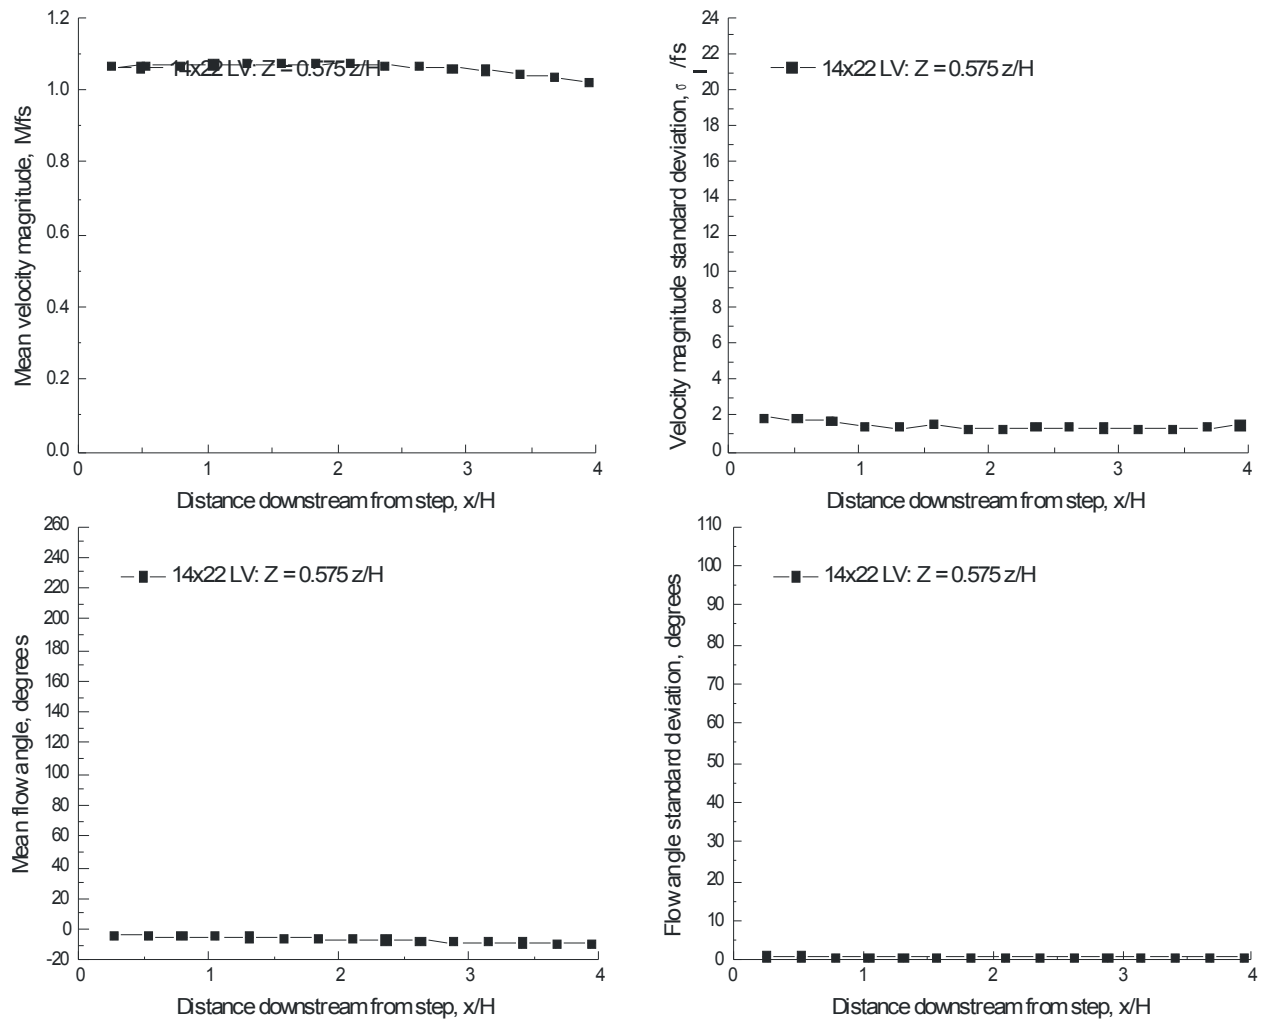 1.2
1.0
0.8
0.6
0.4
0.2
0.0
Mean velocity magnitude, M/fs
14x22 LV: Z = 0.575 z/H
0 1 2 3 4
Distance downstream from step, x/H
24
22
20
18
16
14
12
10
8
6
4
2
0
Velocity magnitude standard deviation, σ /fs
14x22 LV: Z = 0.575 z/H
0 1 2 3 4
Distance downstream from step, x/H
260
240
220
200
180
160
140
120
100
80
60
40
20
0
-20
Mean flow angle, degrees
14x22 LV: Z = 0.575 z/H
0 1 2 3 4
Distance downstream from step, x/H
110
100
90
80
70
60
50
40
30
20
10
0
Flow angle standard deviation, degrees
14x22 LV: Z = 0.575 z/H
0 1 2 3 4
Distance downstream from step, x/H